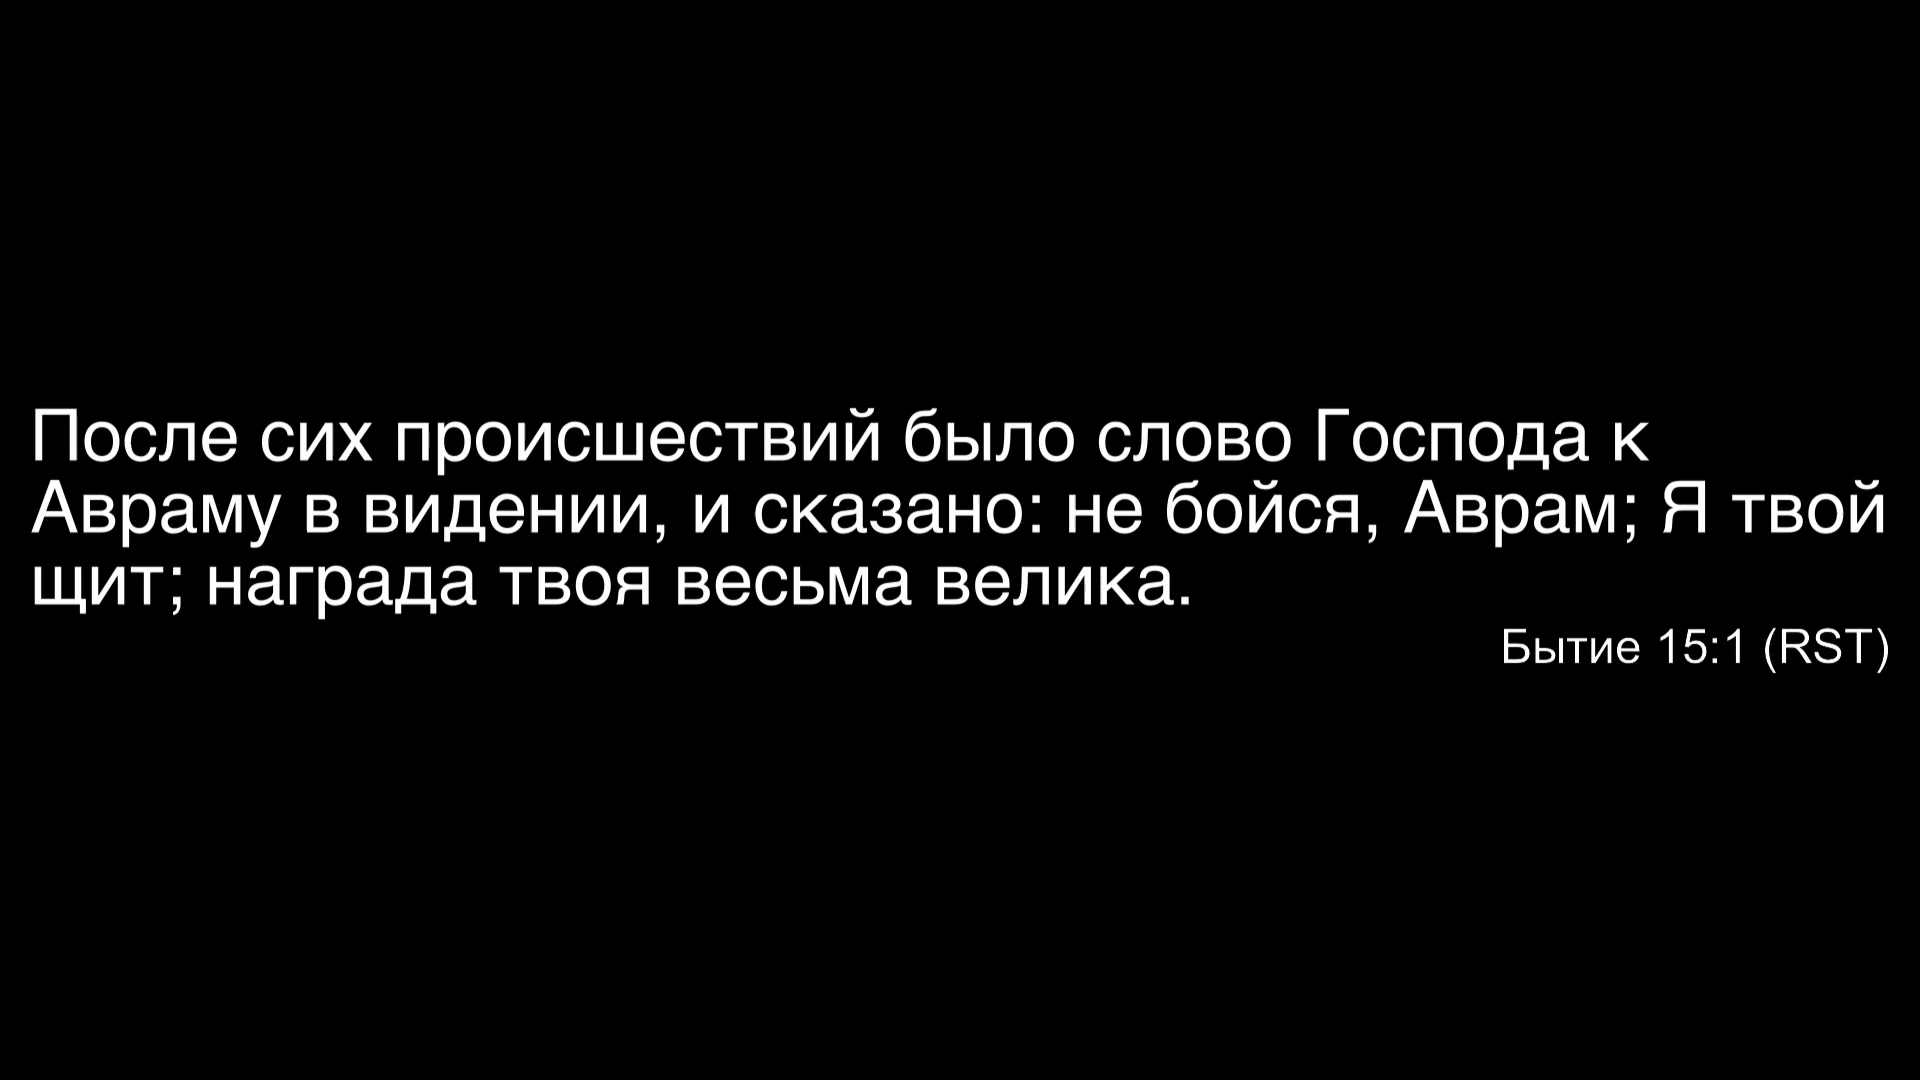 После сих происшествий было слово Господа к
Авраму в видении, и сказано: не бойся, Аврам; Я твой
щит; награда твоя весьма велика.
Бытие 15:1 (RST)